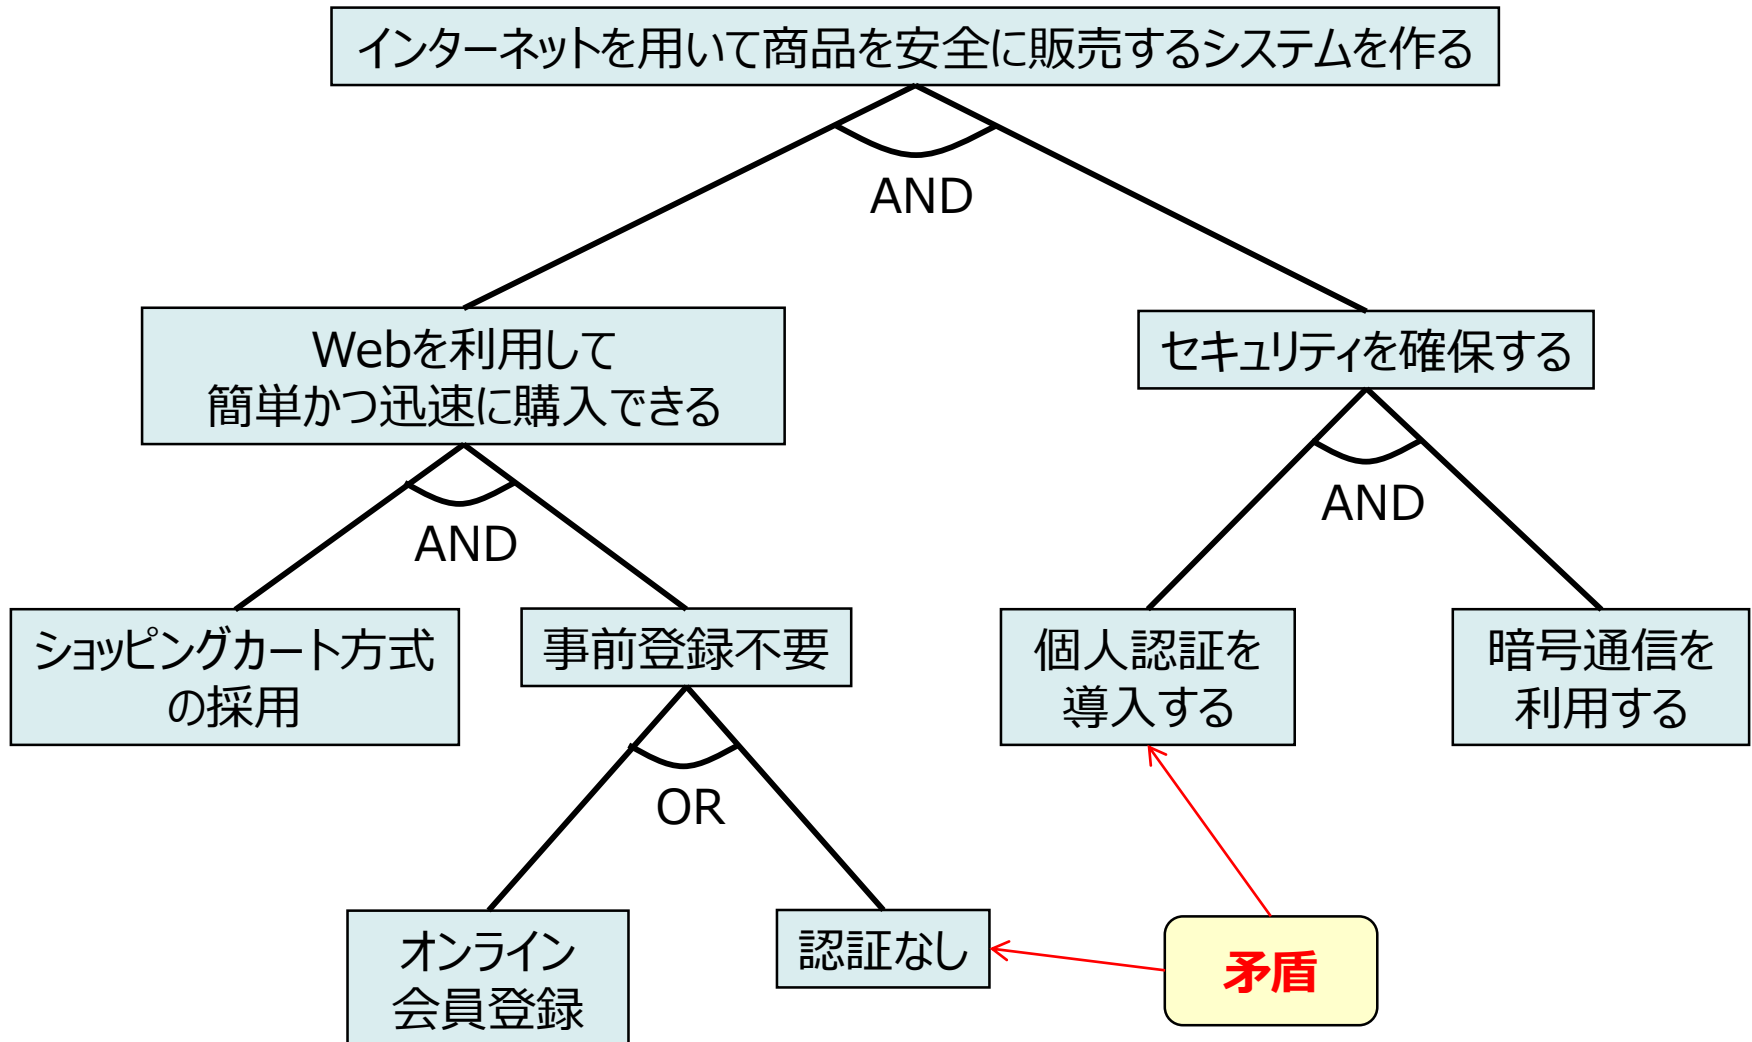 インターネットを用いて商品を安全に販売するシステムを作る
AND
Webを利用して
簡単かつ迅速に購入できる
セキュリティを確保する
AND
AND
ショッピングカート方式
の採用
事前登録不要
個人認証を
導入する
暗号通信を
利用する
OR
オンライン
会員登録
認証なし
矛盾